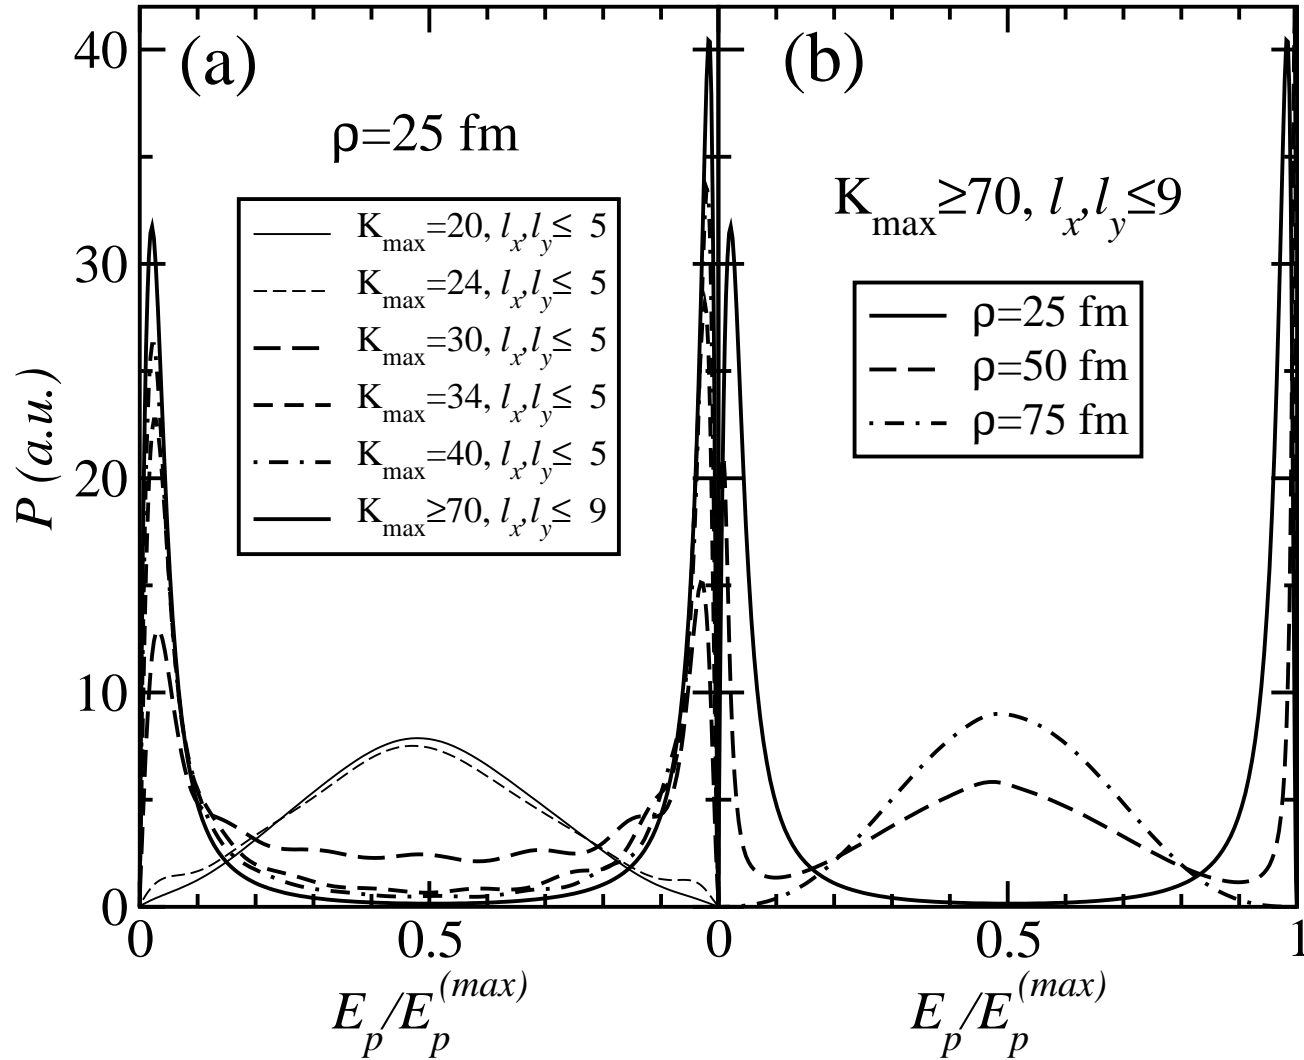 (a)
ρ=25 fm
K_max=20, l_x,l_y≤ 5
K_max=24, l_x,l_y≤ 5
K_max=30, l_x,l_y≤ 5
K_max=34, l_x,l_y≤ 5
K_max=40, l_x,l_y≤ 5
K_max≥70, l_x,l_y≤ 9
(b)
K_max≥70, l_x,l_y≤9
ρ=25 fm
ρ=50 fm
ρ=75 fm
P (a.u.)
40
30
20
10
0
0
0.5
0
0.5
1
E_p/E_p^(max)
E_p/E_p^(max)